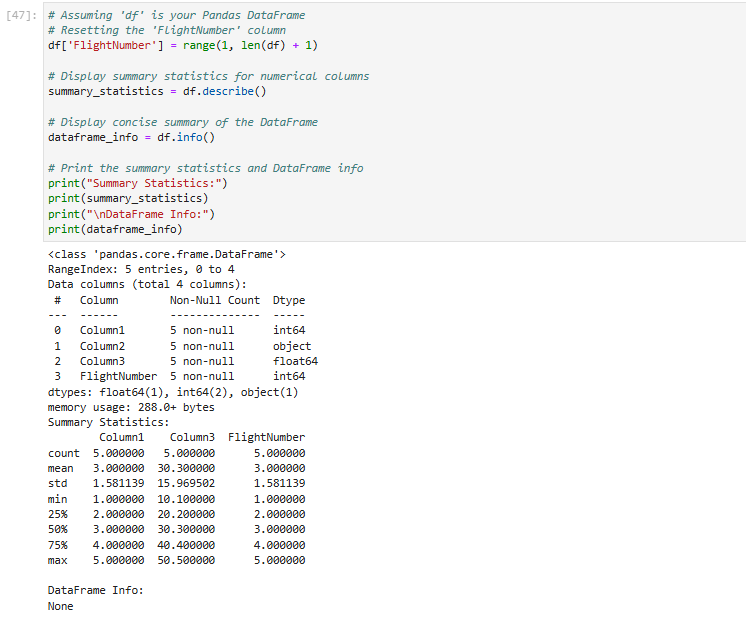 [47]: # Assuming 'df' is your Pandas DataFrame
# Resetting the 'FlightNumber' column
df['FlightNumber'] = range(1, len(df) + 1)

# Display summary statistics for numerical columns
summary_statistics = df.describe()

# Display concise summary of the DataFrame
dataframe_info = df.info()

# Print the summary statistics and DataFrame info
print("Summary Statistics:")
print(summary_statistics)
print("\nDataFrame Info:")
print(dataframe_info)
<class 'pandas.core.frame.DataFrame'>
RangeIndex: 5 entries, 0 to 4
Data columns (total 4 columns):
 #   Column        Non-Null Count  Dtype
---  ------        --------------  -----
 0   Column1       5 non-null      int64
 1   Column2       5 non-null      object
 2   Column3       5 non-null      float64
 3   FlightNumber  5 non-null      int64
dtypes: float64(1), int64(2), object(1)
memory usage: 288.0+ bytes
Summary Statistics:
        Column1    Column3  FlightNumber
count  5.000000   5.000000      5.000000
mean   3.000000  30.300000      3.000000
std    1.581139  15.969502      1.581139
min    1.000000  10.100000      1.000000
25%    2.000000  20.200000      2.000000
50%    3.000000  30.300000      3.000000
75%    4.000000  40.400000      4.000000
max    5.000000  50.500000      5.000000

DataFrame Info:
None